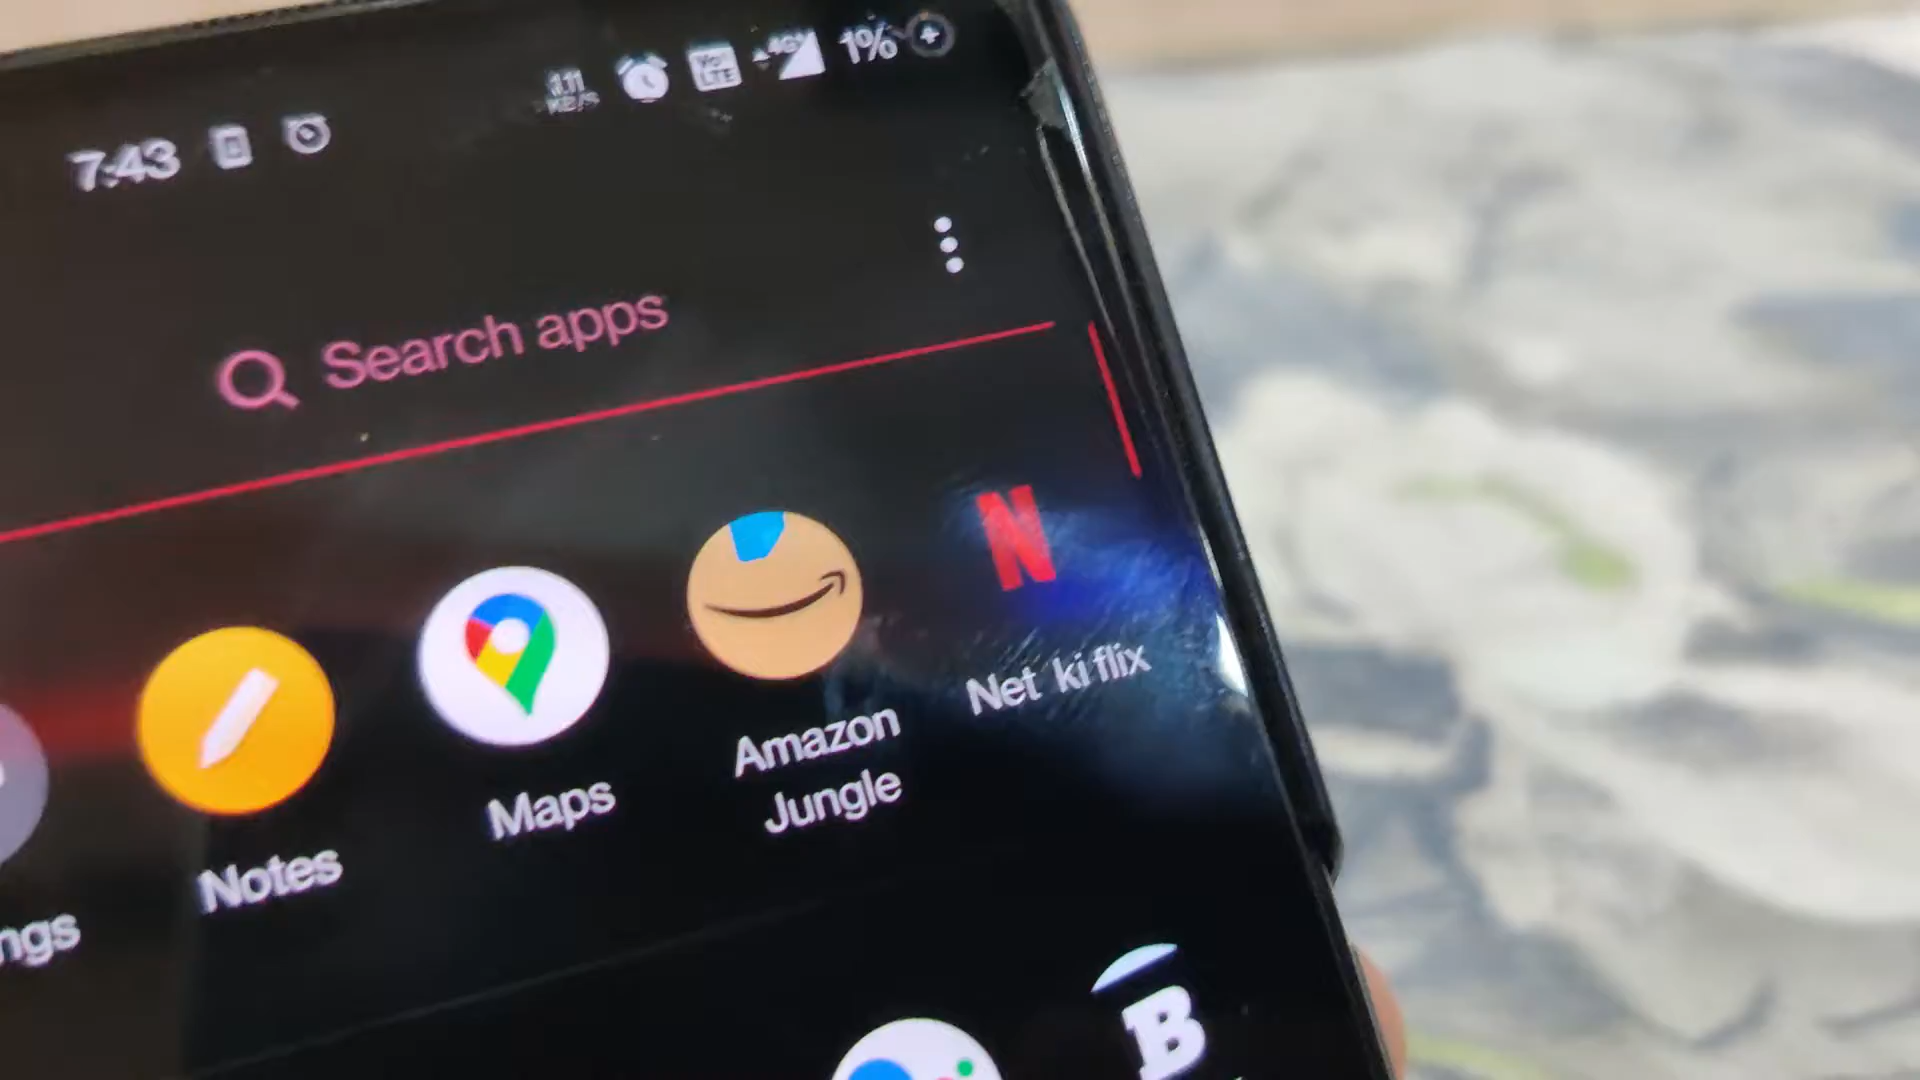 7:43
1.11 KB/S Vo LTE 4G 1%
Search apps
Net ki flix
Amazon
Jungle
Maps
Notes
ngs
B